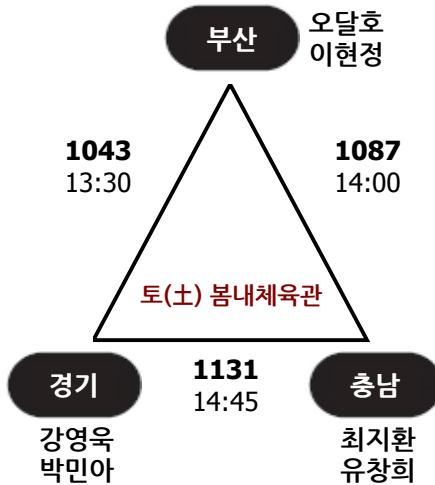 부산
오달호
이현정
1043
13:30
1087
14:00
토(土) 봄내체육관
경기
1131
14:45
충남
강영욱
박민아
최지환
유창희